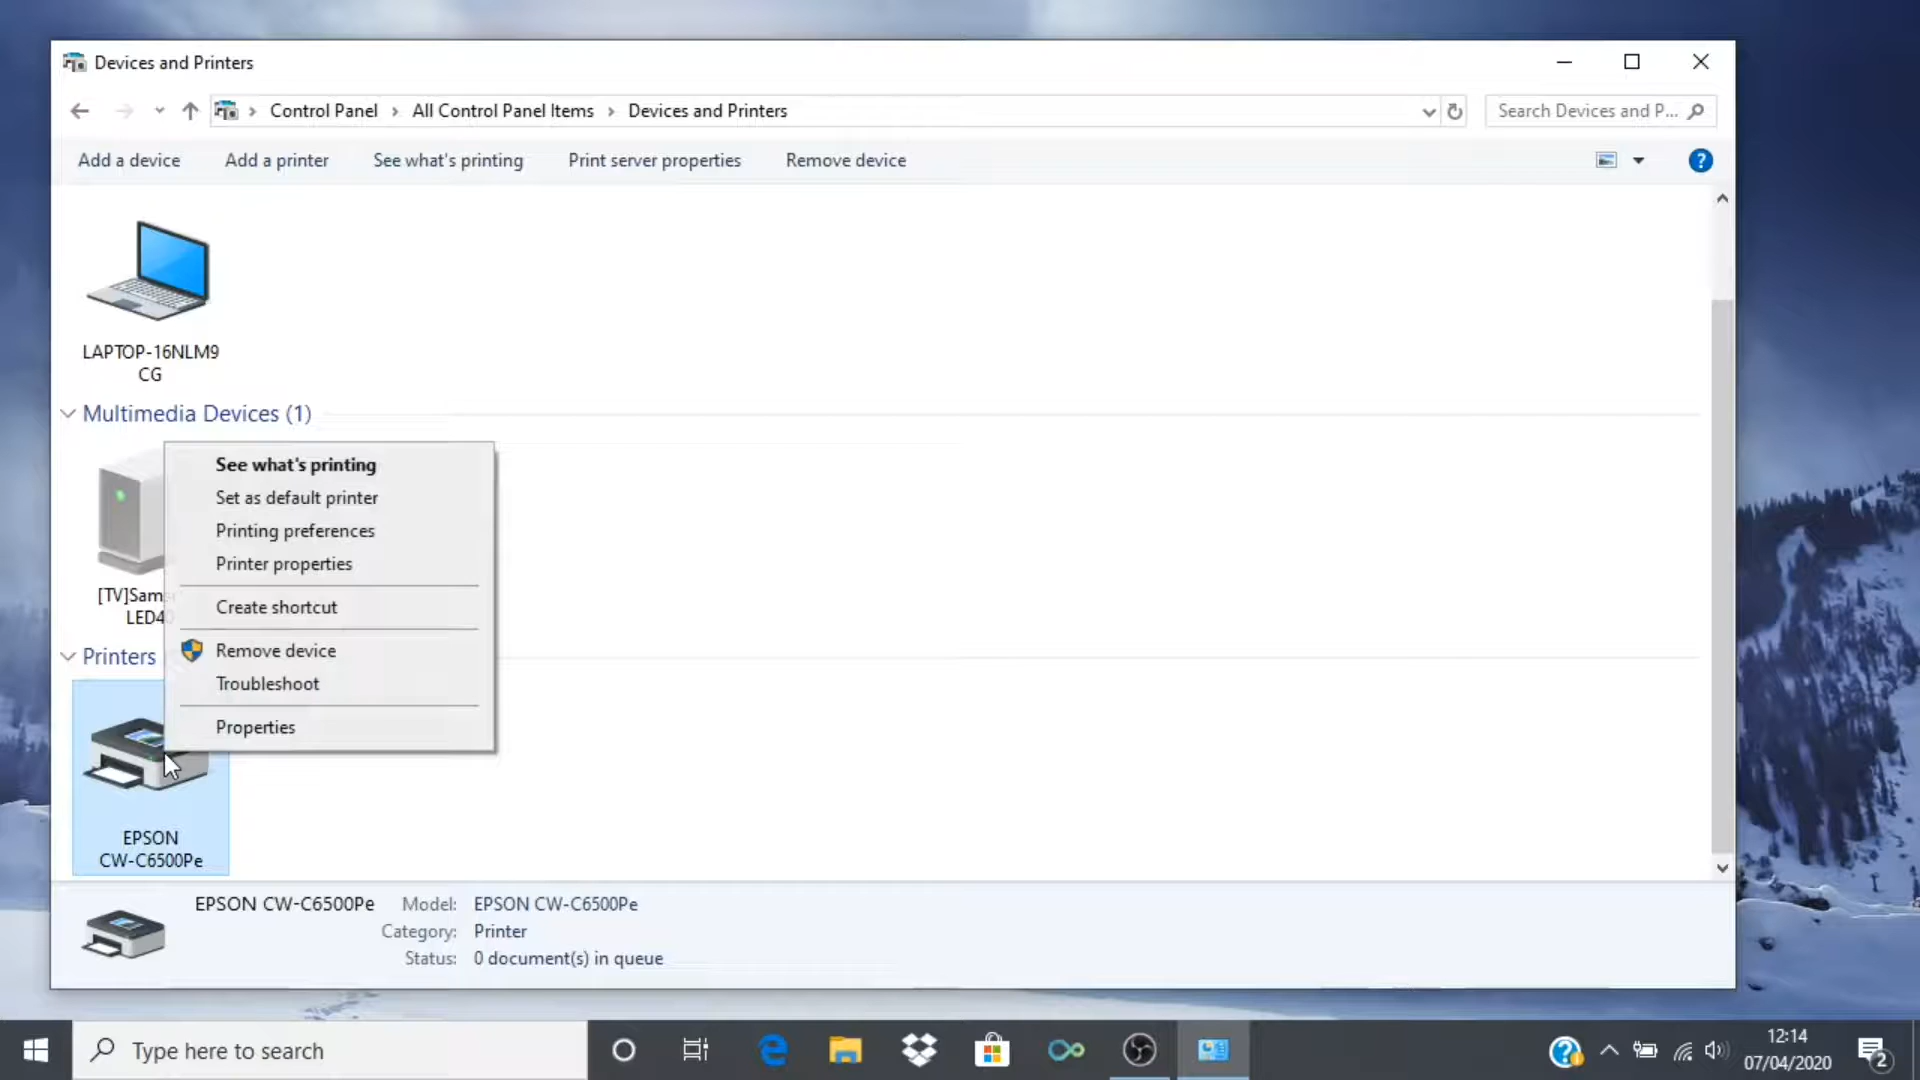 Devices and Printers
Control Panel > All Control Panel Items > Devices and Printers
Search Devices and P...
Add a device Add a printer See what's printing Print server properties Remove device
LAPTOP-16NLM9
CG
Multimedia Devices (1)
[TV]Sam
LED40
See what's printing
Set as default printer
Printing preferences
Printer properties
Create shortcut
Remove device
Troubleshoot
Properties
Printers
EPSON
CW-C6500Pe
EPSON CW-C6500Pe Model: EPSON CW-C6500Pe
Category: Printer
Status: 0 document(s) in queue
Type here to search
12:14
07/04/2020
2